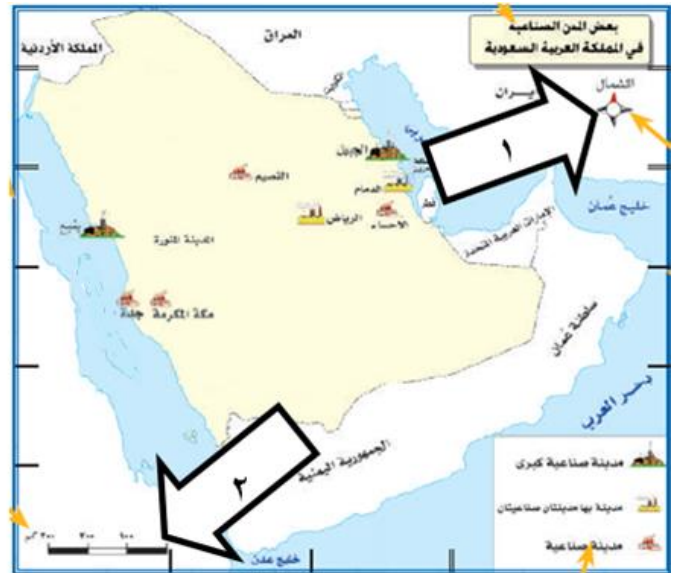 بعض المدن الصناعية
في المملكة العربية السعودية
المملكة الأردنية
العراق
الكويت
إيران
الشمال
١
الجبيل
القصيم
الدمام
قطر
خليج عُمان
ينبع
المدينة المنورة
الرياض
الاحساء
الإمارات العربية المتحدة
جدة
مكة المكرمة
سلطنة عُمان
بحر العرب
٢
الجمهورية اليمنية
مدينة صناعية كبرى
مدينة بها مدينتان صناعيتان
مدينة صناعية
خليج عدن